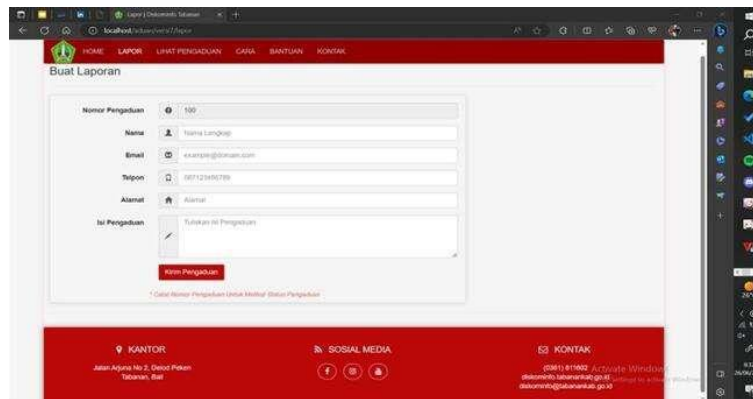 Lapor | Diskominfo Tabanan
localhost/aduan/versi7/lapor
HOME LAPOR LIHAT PENGADUAN CARA BANTUAN KONTAK
Buat Laporan
Nomor Pengaduan 100
Nama Nama Lengkap
Email example@domain.com
Telpon 087123456789
Alamat Alamat
Isi Pengaduan Tuliskan Isi Pengaduan
Kirim Pengaduan
* Catat Nomor Pengaduan Untuk Melihat Status Pengaduan
KANTOR
Jalan Arjuna No 2, Delod Peken
Tabanan, Bali
SOSIAL MEDIA
KONTAK
(0361) 811602
diskominfo.tabanankab.go.id
diskominfo@tabanankab.go.id
Activate Windows